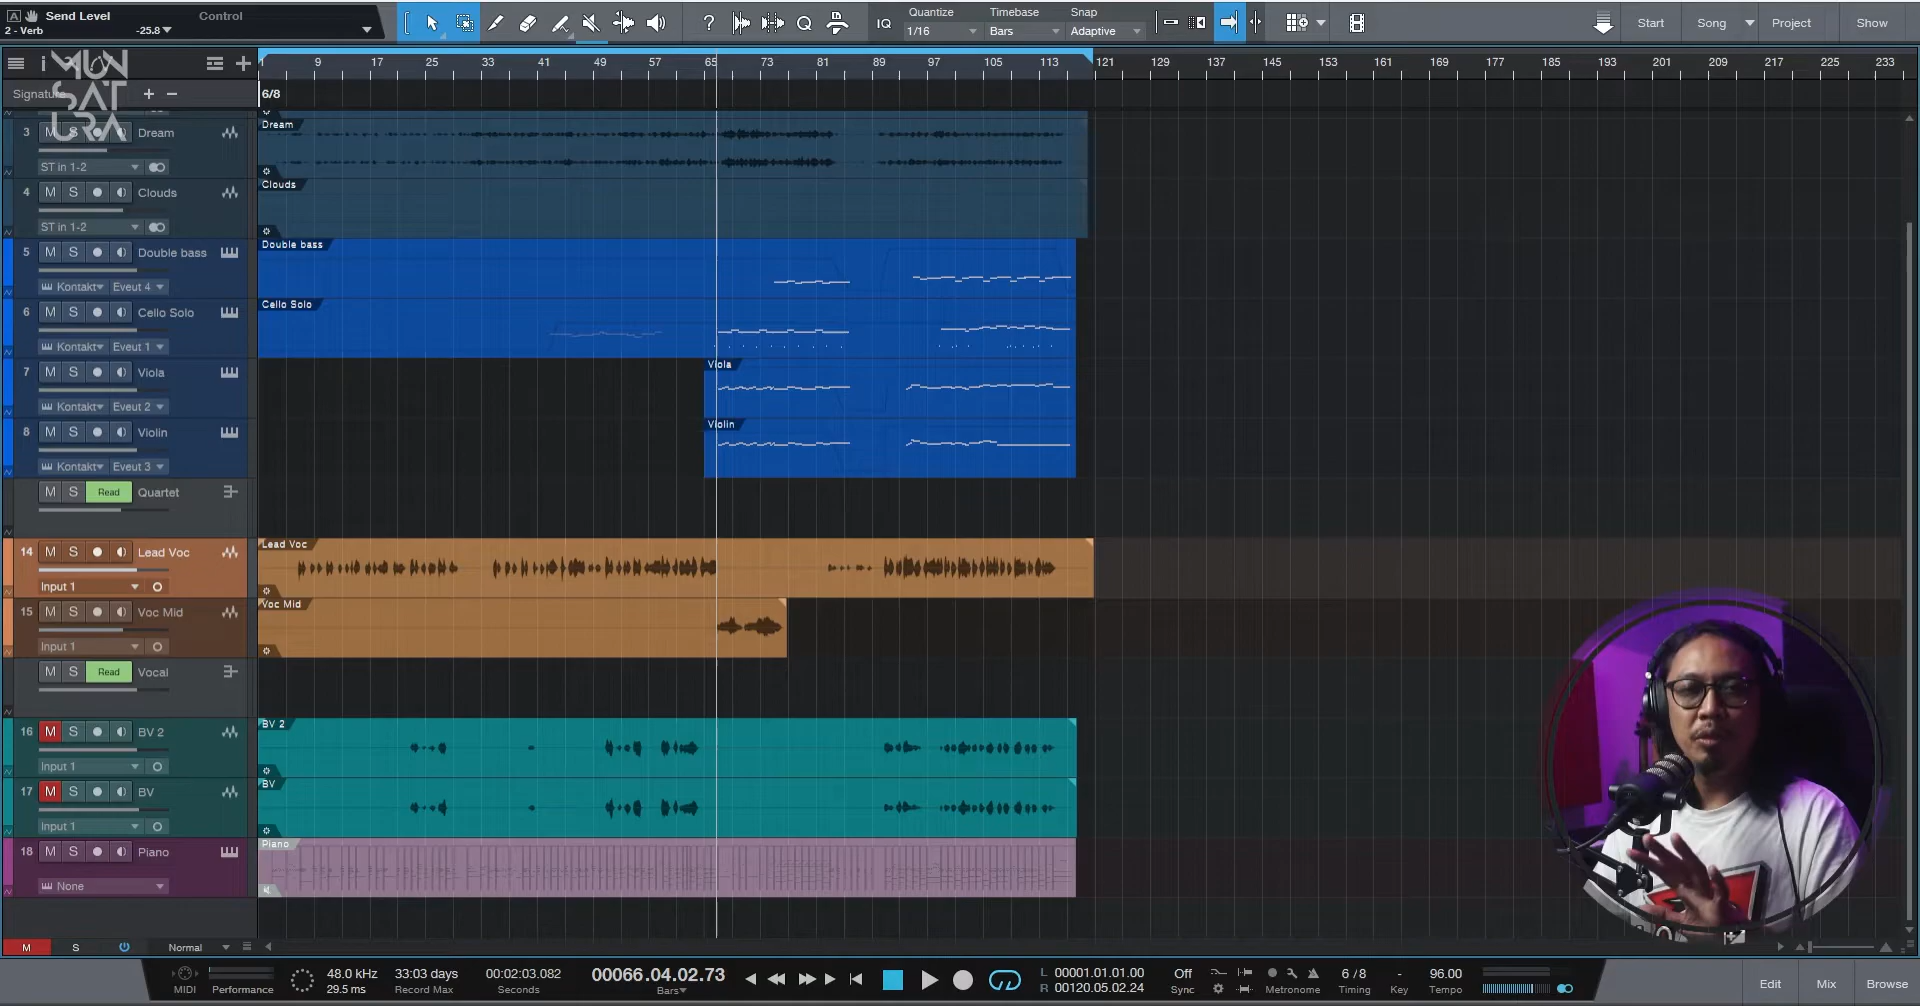 Send Level
Control
2 - Verb
-25.8
Quantize
Timebase
Snap
IQ
1/16
Bars
Adaptive
Start
Song
Project
Show
MUN
SAT
URA
9 17 25 33 41 49 57 65 73 81 89 97 105 113 121 129 137 145 153 161 169 177 185 193 201 209 217 225 233
Signature
6/8
3 M S Dream
ST in 1-2
Dream
4 M S Clouds
ST in 1-2
Clouds
5 M S Double bass
Kontakt Eveut 4
Double bass
6 M S Cello Solo
Kontakt Eveut 1
Cello Solo
7 M S Viola
Kontakt Eveut 2
Viola
8 M S Violin
Kontakt Eveut 3
Violin
M S Read Quartet
14 M S Lead Voc
Input 1
Lead Voc
15 M S Voc Mid
Input 1
Voc Mid
M S Read Vocal
16 M S BV 2
Input 1
BV 2
17 M S BV
Input 1
BV
18 M S Piano
None
Piano
M S Normal
MIDI
Performance
48.0 kHz
29.5 ms
33:03 days
Record Max
00:02:03.082
Seconds
00066.04.02.73
Bars
L 00001.01.01.00
R 00120.05.02.24
Off
Sync
Metronome
6 / 8
Timing
-
Key
96.00
Tempo
Edit
Mix
Browse